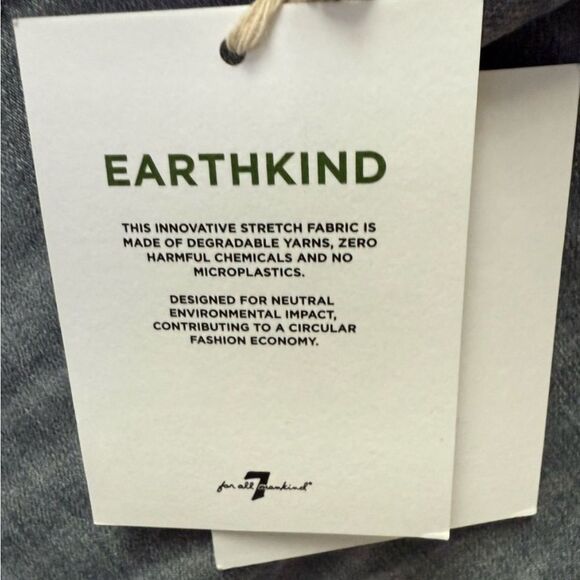 EARTHKIND
THIS INNOVATIVE STRETCH FABRIC IS
MADE OF DEGRADABLE YARNS, ZERO
HARMFUL CHEMICALS AND NO
MICROPLASTICS.
DESIGNED FOR NEUTRAL
ENVIRONMENTAL IMPACT,
CONTRIBUTING TO A CIRCULAR
FASHION ECONOMY.
for all 7 mankind®